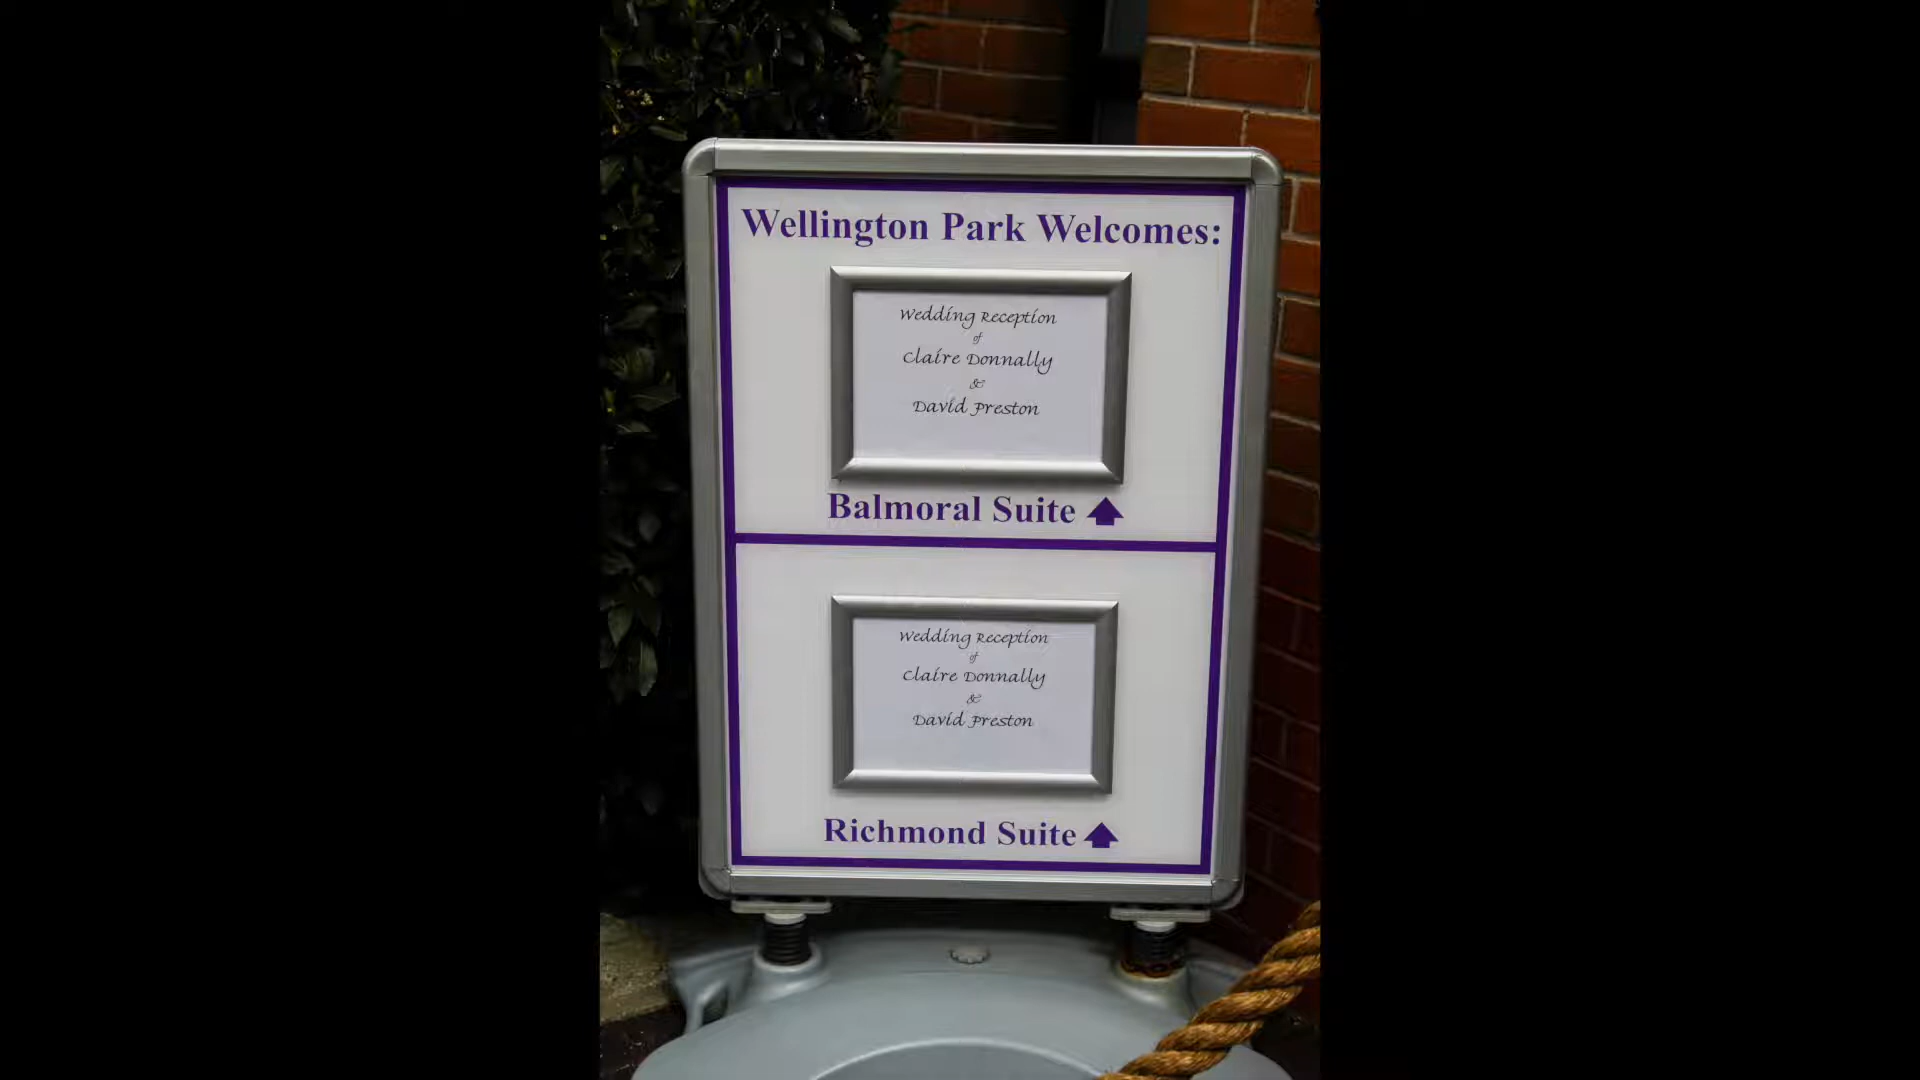 Wellington Park Welcomes:
Wedding Reception
of
Claire Donnally
&
David Preston
Balmoral Suite
Wedding Reception
of
Claire Donnally
&
David Preston
Richmond Suite